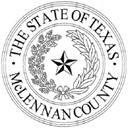 ·THE STATE OF TEXAS·
McLENNAN COUNTY